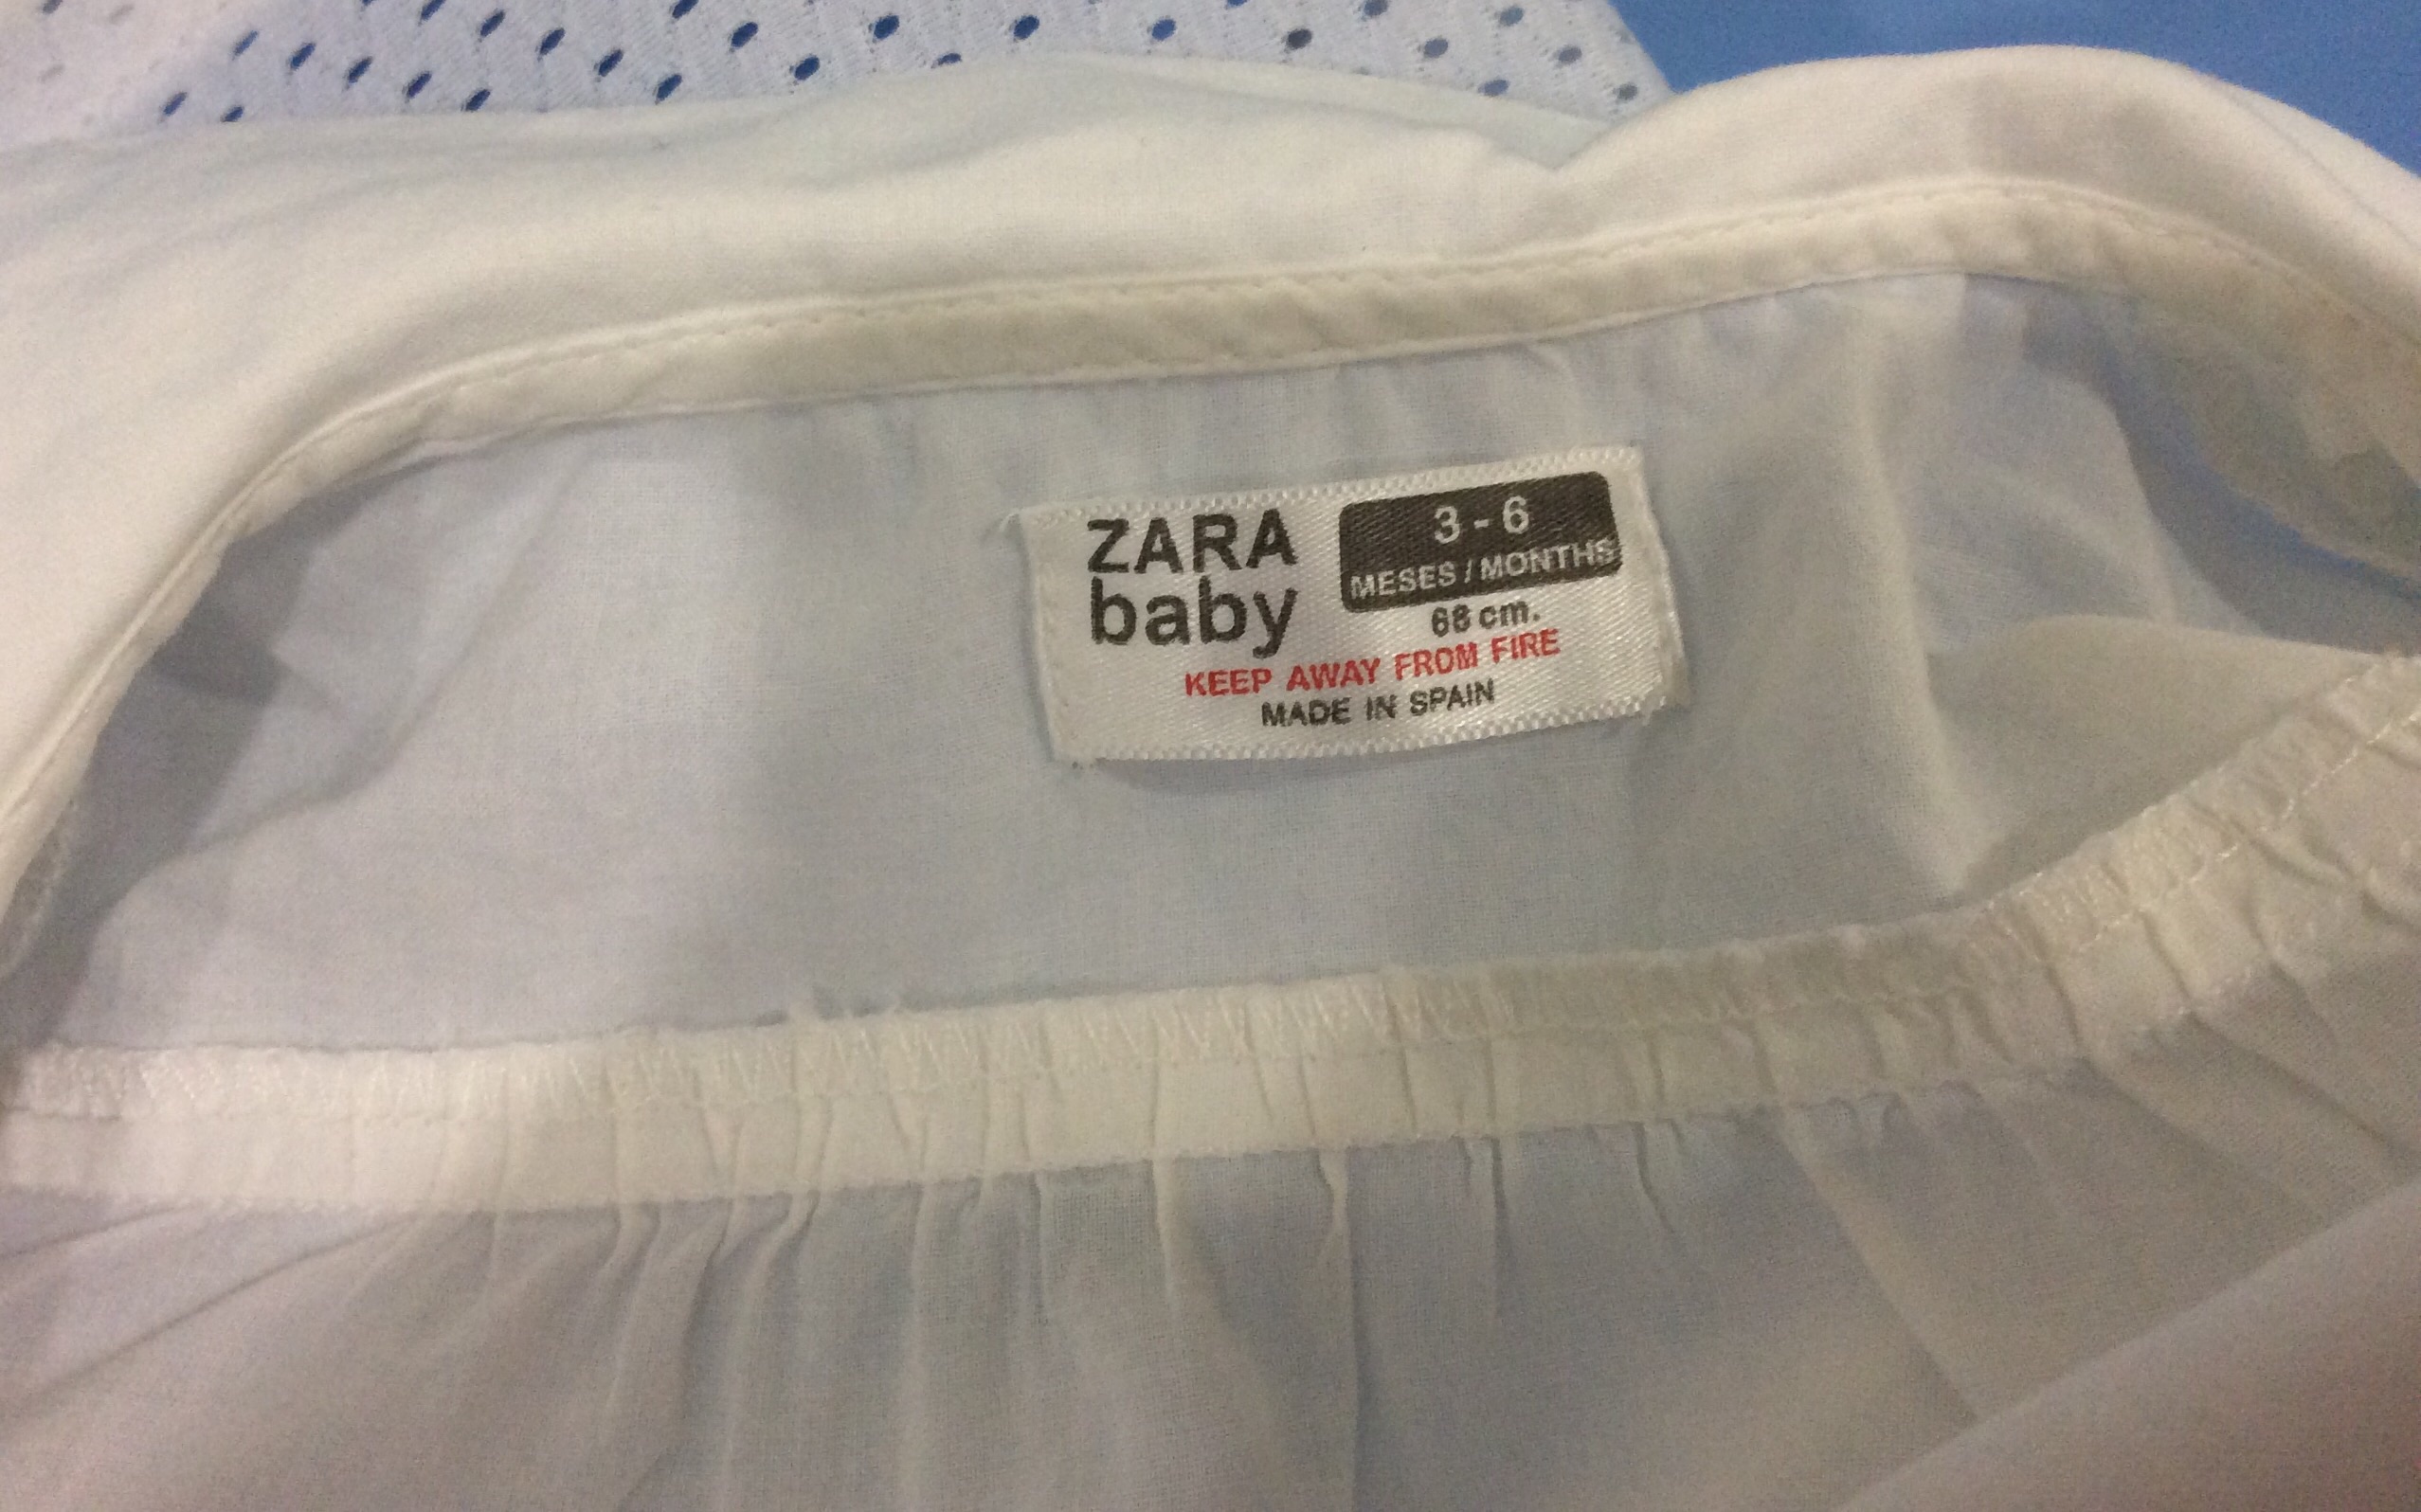 ZARA
baby
3 - 6
MESES / MONTHS
68 cm.
KEEP AWAY FROM FIRE
MADE IN SPAIN